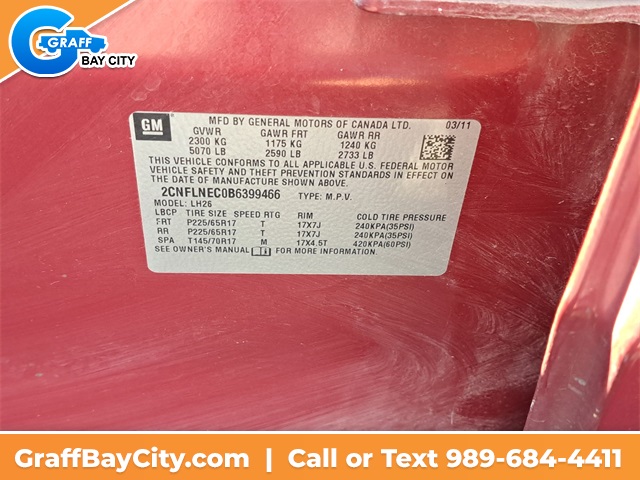 GRAFF
BAY CITY
GM
MFD BY GENERAL MOTORS OF CANADA LTD. 03/11
GVWR GAWR FRT GAWR RR
2300 KG 1175 KG 1240 KG
5070 LB 2590 LB 2733 LB
THIS VEHICLE CONFORMS TO ALL APPLICABLE U.S. FEDERAL MOTOR
VEHICLE SAFETY AND THEFT PREVENTION STANDARDS IN EFFECT ON
THE DATE OF MANUFACTURE SHOWN ABOVE.
2CNFLNEC0B6399466 TYPE: M.P.V.
MODEL: LH26
LBCP TIRE SIZE SPEED RTG RIM COLD TIRE PRESSURE
FRT P225/65R17 T 17X7J 240KPA(35PSI)
RR P225/65R17 T 17X7J 240KPA(35PSI)
SPA T145/70R17 M 17X4.5T 420KPA(60PSI)
SEE OWNER'S MANUAL FOR MORE INFORMATION.
GraffBayCity.com | Call or Text 989-684-4411